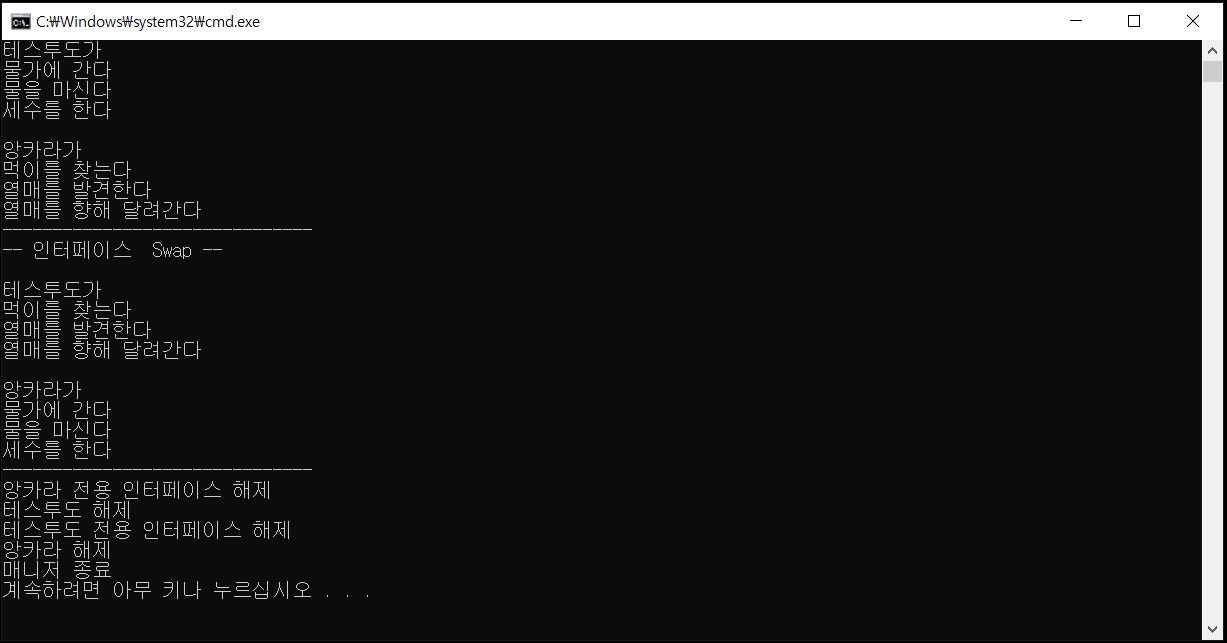 C:₩Windows₩system32₩cmd.exe
테스투도가
물가에 간다
물을 마신다
세수를 한다
앙카라가
먹이를 찾는다
열매를 발견한다
열매를 향해 달려간다
-------------------------------
-- 인터페이스  Swap --
테스투도가
먹이를 찾는다
열매를 발견한다
열매를 향해 달려간다
앙카라가
물가에 간다
물을 마신다
세수를 한다
-------------------------------
앙카라 전용 인터페이스 해제
테스투도 해제
테스투도 전용 인터페이스 해제
앙카라 해제
매니저 종료
계속하려면 아무 키나 누르십시오 . . .